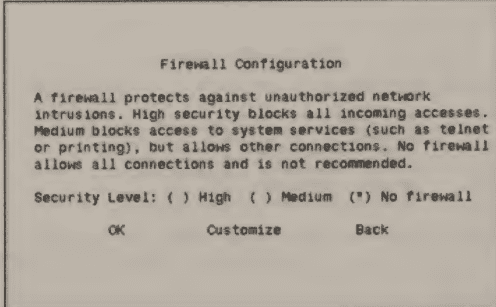 Firewall Configuration
A firewall protects against unauthorized network
intrusions. High security blocks all incoming accesses.
Medium blocks access to system services (such as telnet
or printing), but allows other connections. No firewall
allows all connections and is not recommended.
Security Level: ( ) High ( ) Medium (*) No firewall
OK Customize Back